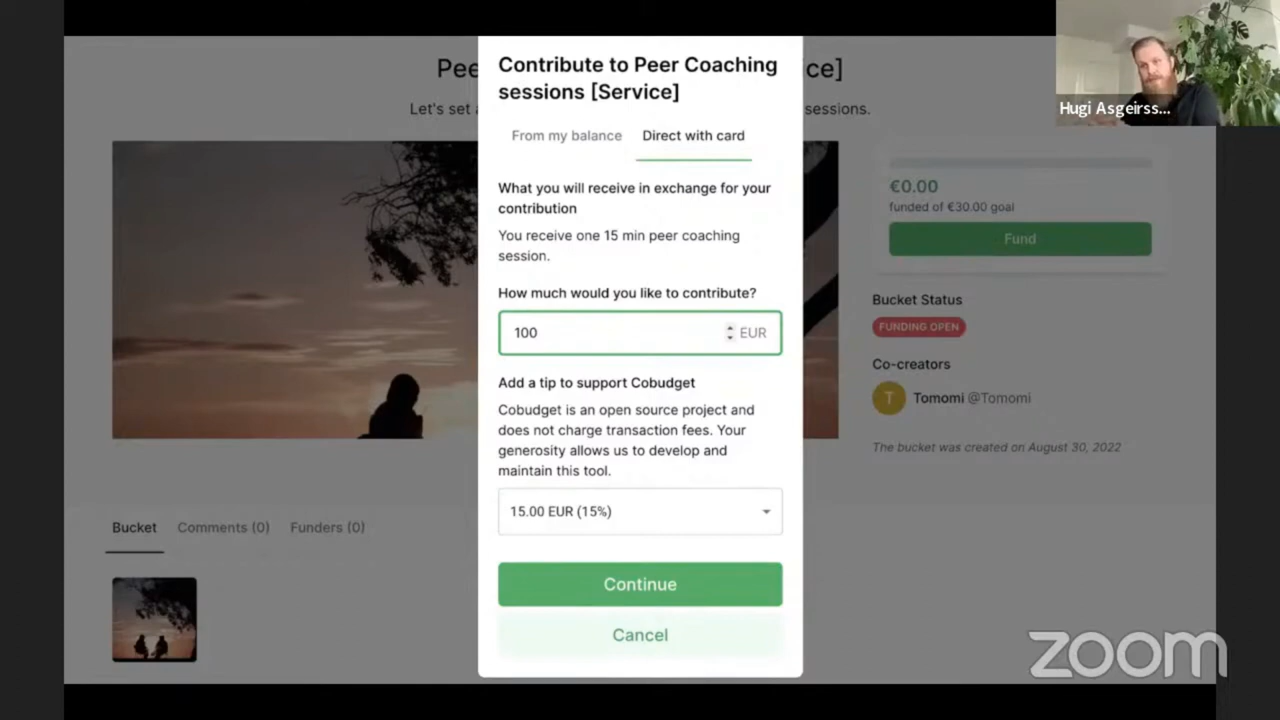 Pee
ce]
Let's set
sessions.
Contribute to Peer Coaching
sessions [Service]
From my balance
Direct with card
What you will receive in exchange for your
contribution
You receive one 15 min peer coaching
session.
How much would you like to contribute?
100
EUR
Add a tip to support Cobudget
Cobudget is an open source project and
does not charge transaction fees. Your
generosity allows us to develop and
maintain this tool.
15.00 EUR (15%)
Continue
Cancel
Hugi Asgeirss...
€0.00
funded of €30.00 goal
Fund
Bucket Status
FUNDING OPEN
Co-creators
T
Tomomi @Tomomi
The bucket was created on August 30, 2022
Bucket
Comments (0)
Funders (0)
zoom